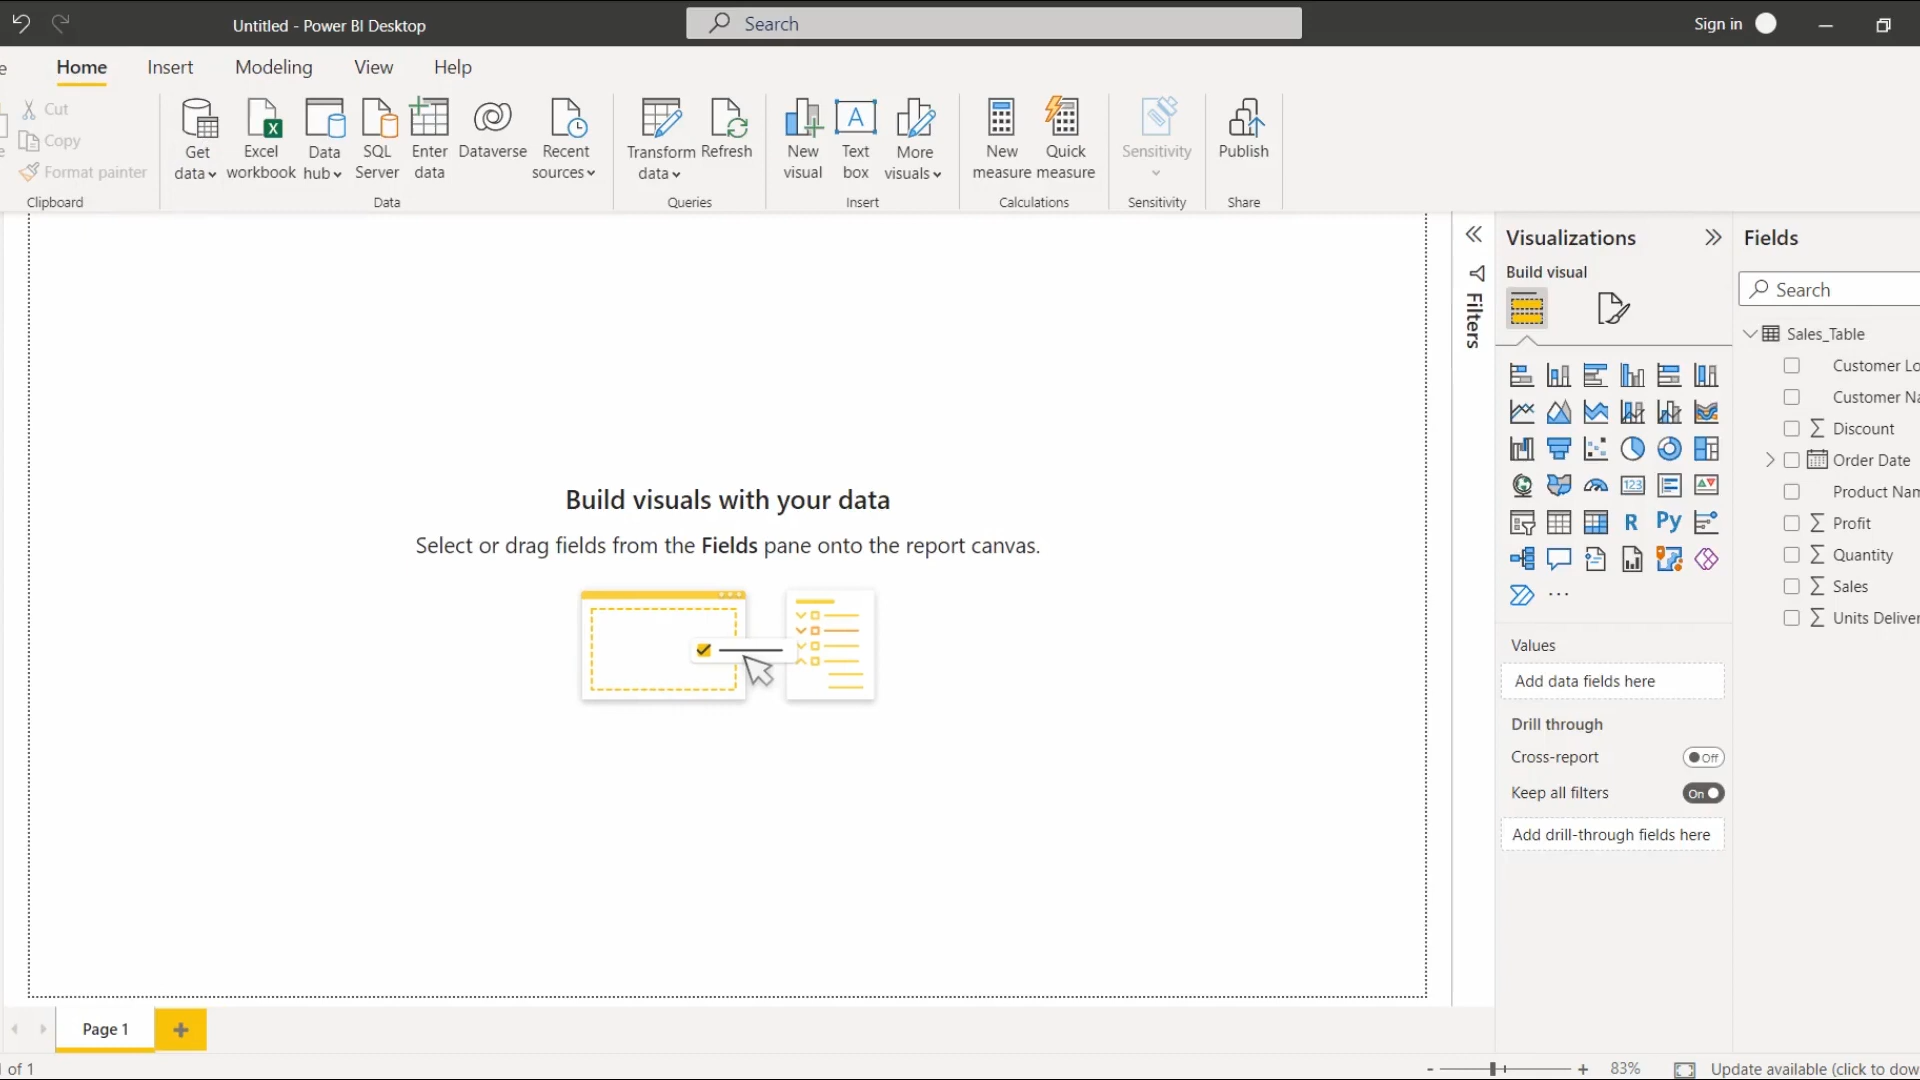 Untitled - Power BI Desktop
Search
Sign in
Home
Insert
Modeling
View
Help
Cut
Copy
Format painter
Clipboard
Get data
Excel workbook
Data hub
SQL Server
Enter data
Dataverse
Recent sources
Data
Transform data
Refresh
Queries
New visual
Text box
More visuals
Insert
New measure
Quick measure
Calculations
Sensitivity
Sensitivity
Publish
Share
Build visuals with your data
Select or drag fields from the Fields pane onto the report canvas.
Filters
Visualizations
Build visual
123
R
Py
Values
Add data fields here
Drill through
Cross-report
Off
Keep all filters
On
Add drill-through fields here
Fields
Search
Sales_Table
Customer Lo
Customer Na
Discount
Order Date
Product Nam
Profit
Quantity
Sales
Units Deliver
Page 1
of 1
- + 83%
Update available (click to dow